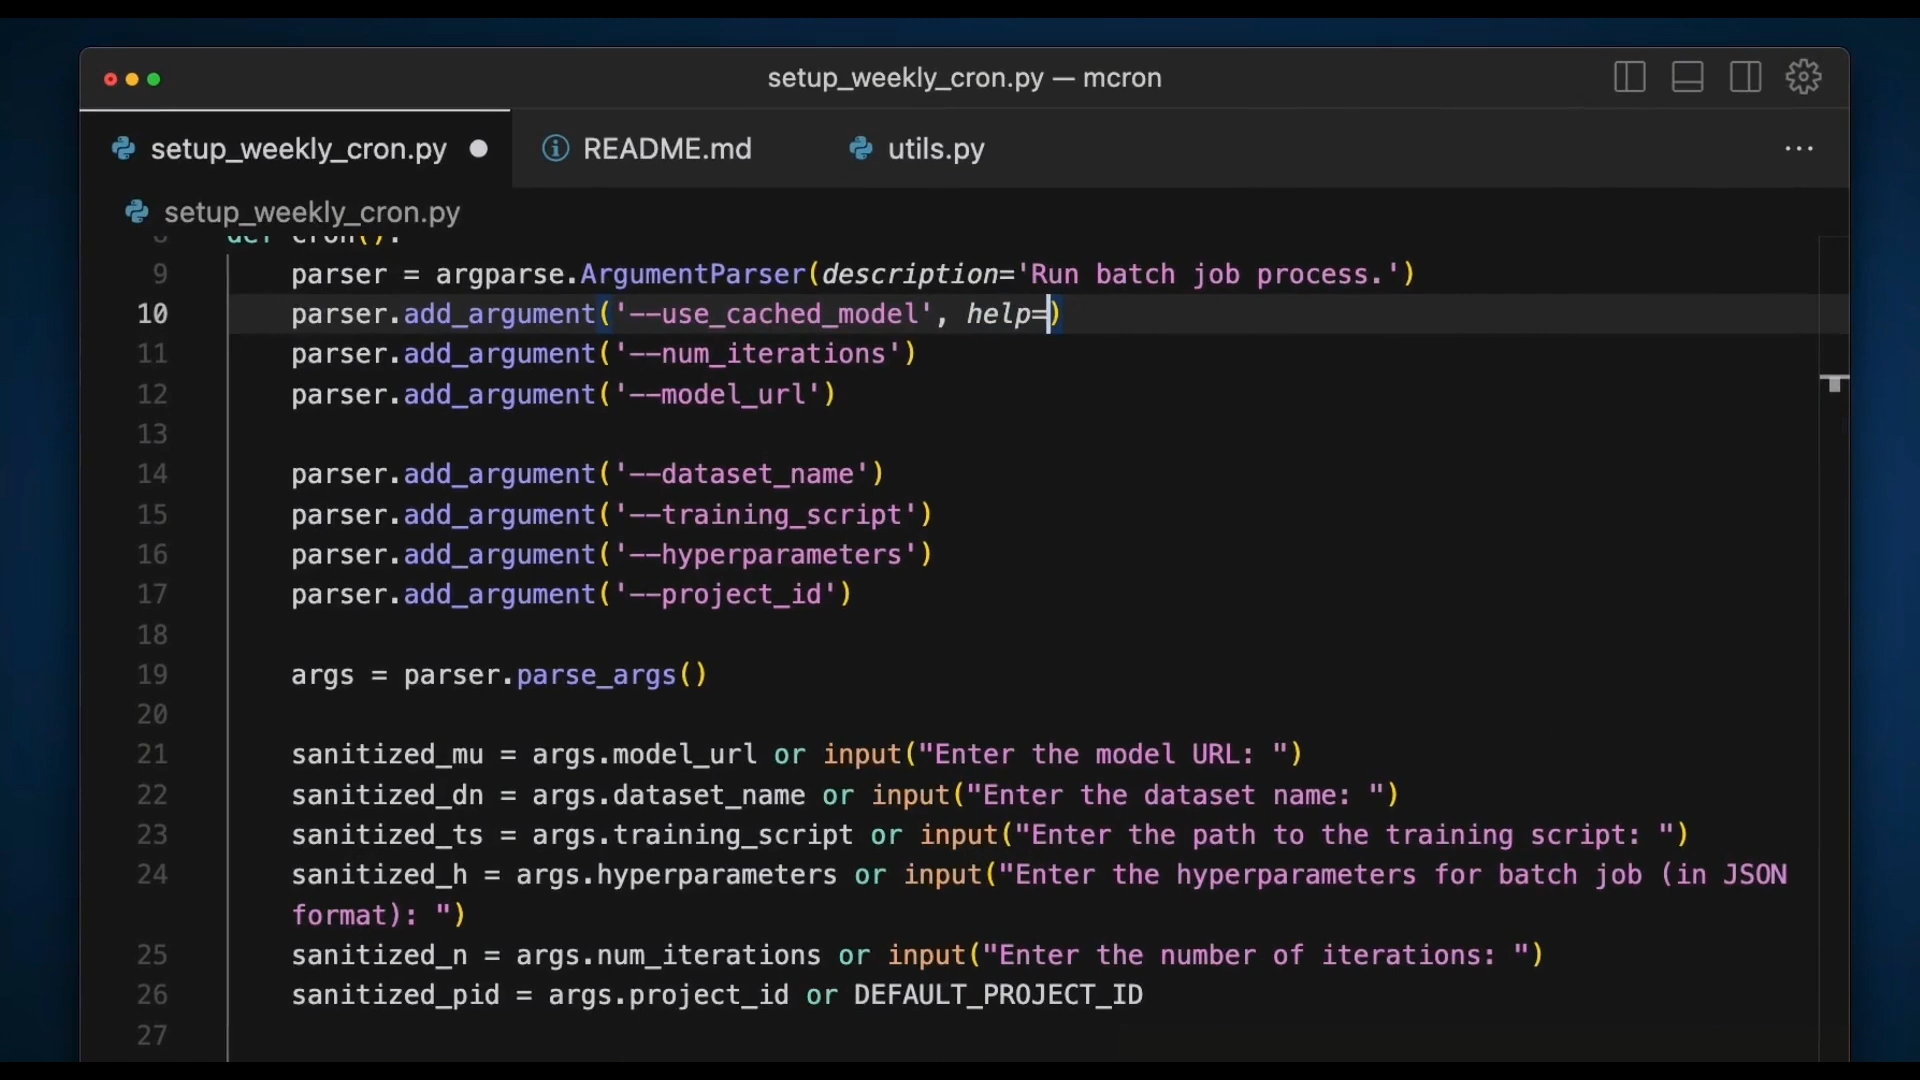 setup_weekly_cron.py — mcron
setup_weekly_cron.py
README.md
utils.py
setup_weekly_cron.py
8 def cron():
9 parser = argparse.ArgumentParser(description='Run batch job process.')
10 parser.add_argument('--use_cached_model', help=)
11 parser.add_argument('--num_iterations')
12 parser.add_argument('--model_url')
13
14 parser.add_argument('--dataset_name')
15 parser.add_argument('--training_script')
16 parser.add_argument('--hyperparameters')
17 parser.add_argument('--project_id')
18
19 args = parser.parse_args()
20
21 sanitized_mu = args.model_url or input("Enter the model URL: ")
22 sanitized_dn = args.dataset_name or input("Enter the dataset name: ")
23 sanitized_ts = args.training_script or input("Enter the path to the training script: ")
24 sanitized_h = args.hyperparameters or input("Enter the hyperparameters for batch job (in JSON
format): ")
25 sanitized_n = args.num_iterations or input("Enter the number of iterations: ")
26 sanitized_pid = args.project_id or DEFAULT_PROJECT_ID
27